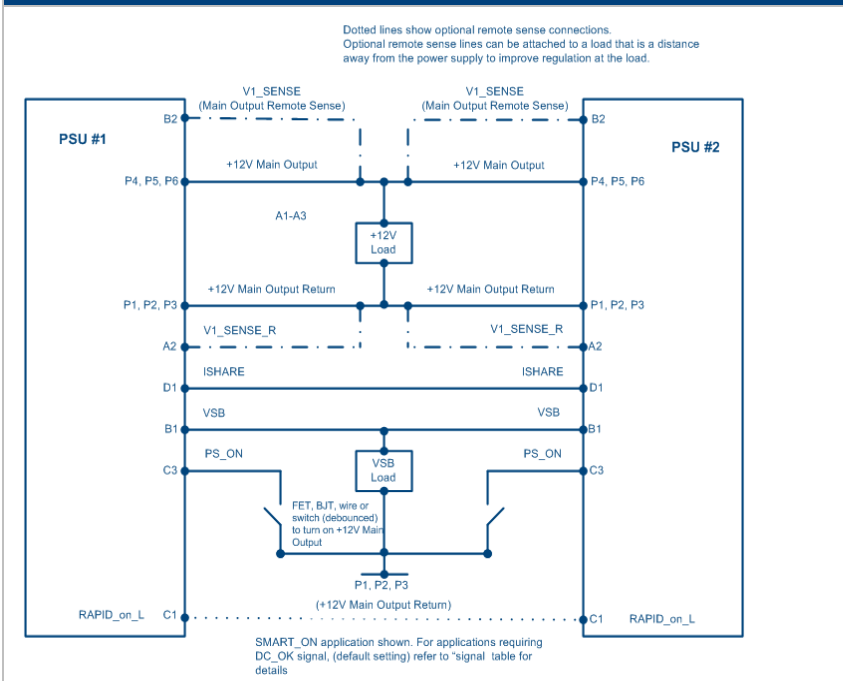 Dotted lines show optional remote sense connections.
Optional remote sense lines can be attached to a load that is a distance
away from the power supply to improve regulation at the load.
V1_SENSE
(Main Output Remote Sense)
V1_SENSE
(Main Output Remote Sense)
B2
B2
PSU #1
PSU #2
+12V Main Output
+12V Main Output
P4, P5, P6
P4, P5, P6
A1-A3
+12V
Load
+12V Main Output Return
+12V Main Output Return
P1, P2, P3
P1, P2, P3
V1_SENSE_R
V1_SENSE_R
A2
A2
ISHARE
ISHARE
D1
D1
VSB
VSB
B1
B1
PS_ON
PS_ON
C3
C3
VSB
Load
FET, BJT, wire or
switch (debounced)
to turn on +12V Main
Output
P1, P2, P3
(+12V Main Output Return)
RAPID_on_L
C1
C1
RAPID_on_L
SMART_ON application shown. For applications requiring
DC_OK signal, (default setting) refer to "signal table for
details